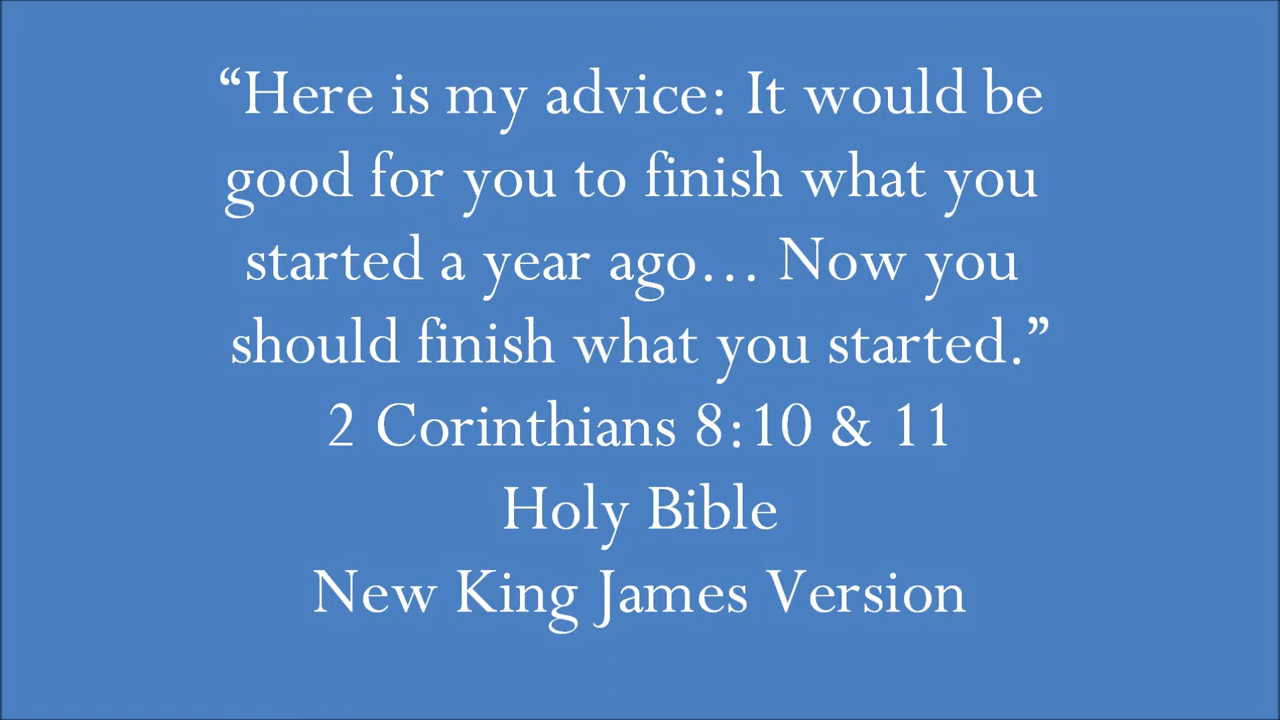 “Here is my advice: It would be
good for you to finish what you
started a year ago... Now you
should finish what you started.”
2 Corinthians 8:10 & 11
Holy Bible
New King James Version